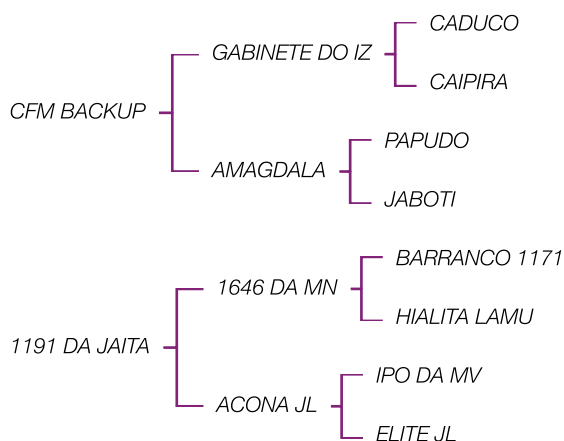 CADUCO
GABINETE DO IZ
CAIPIRA
CFM BACKUP
PAPUDO
AMAGDALA
JABOTI
BARRANCO 1171
1646 DA MN
HIALITA LAMU
1191 DA JAITA
IPO DA MV
ACONA JL
ELITE JL